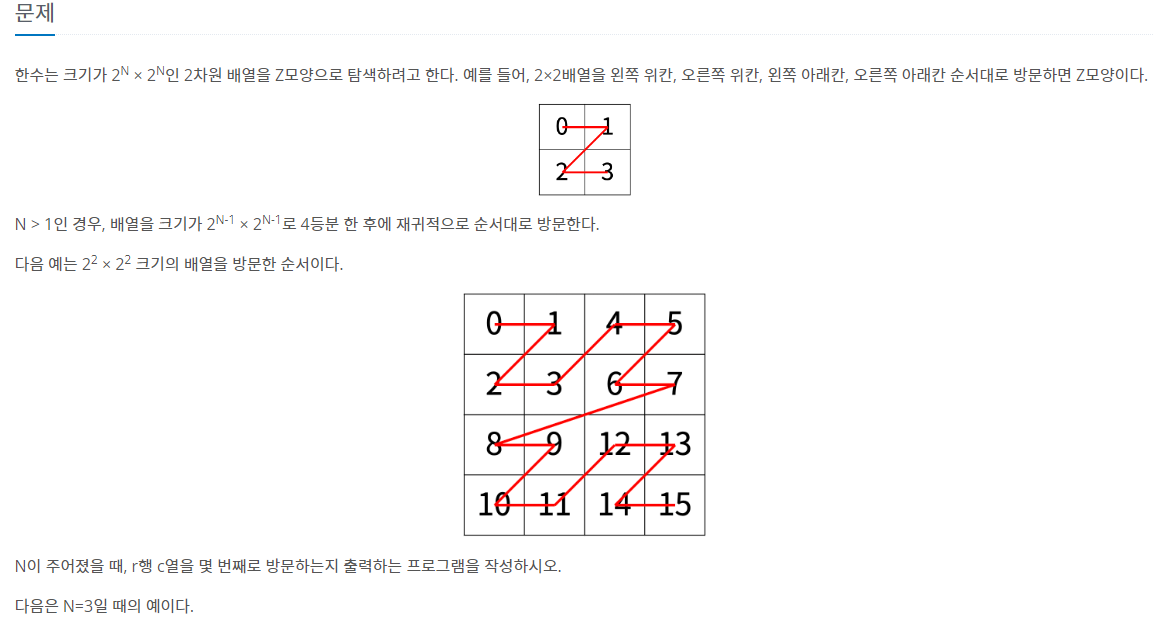 문제
한수는 크기가 2^N × 2^N인 2차원 배열을 Z모양으로 탐색하려고 한다. 예를 들어, 2×2배열을 왼쪽 위칸, 오른쪽 위칸, 왼쪽 아래칸, 오른쪽 아래칸 순서대로 방문하면 Z모양이다.
0 1
2 3
N > 1인 경우, 배열을 크기가 2^N-1 × 2^N-1로 4등분 한 후에 재귀적으로 순서대로 방문한다.
다음 예는 2^2 × 2^2 크기의 배열을 방문한 순서이다.
0 1 4 5
2 3 6 7
8 9 12 13
10 11 14 15
N이 주어졌을 때, r행 c열을 몇 번째로 방문하는지 출력하는 프로그램을 작성하시오.
다음은 N=3일 때의 예이다.